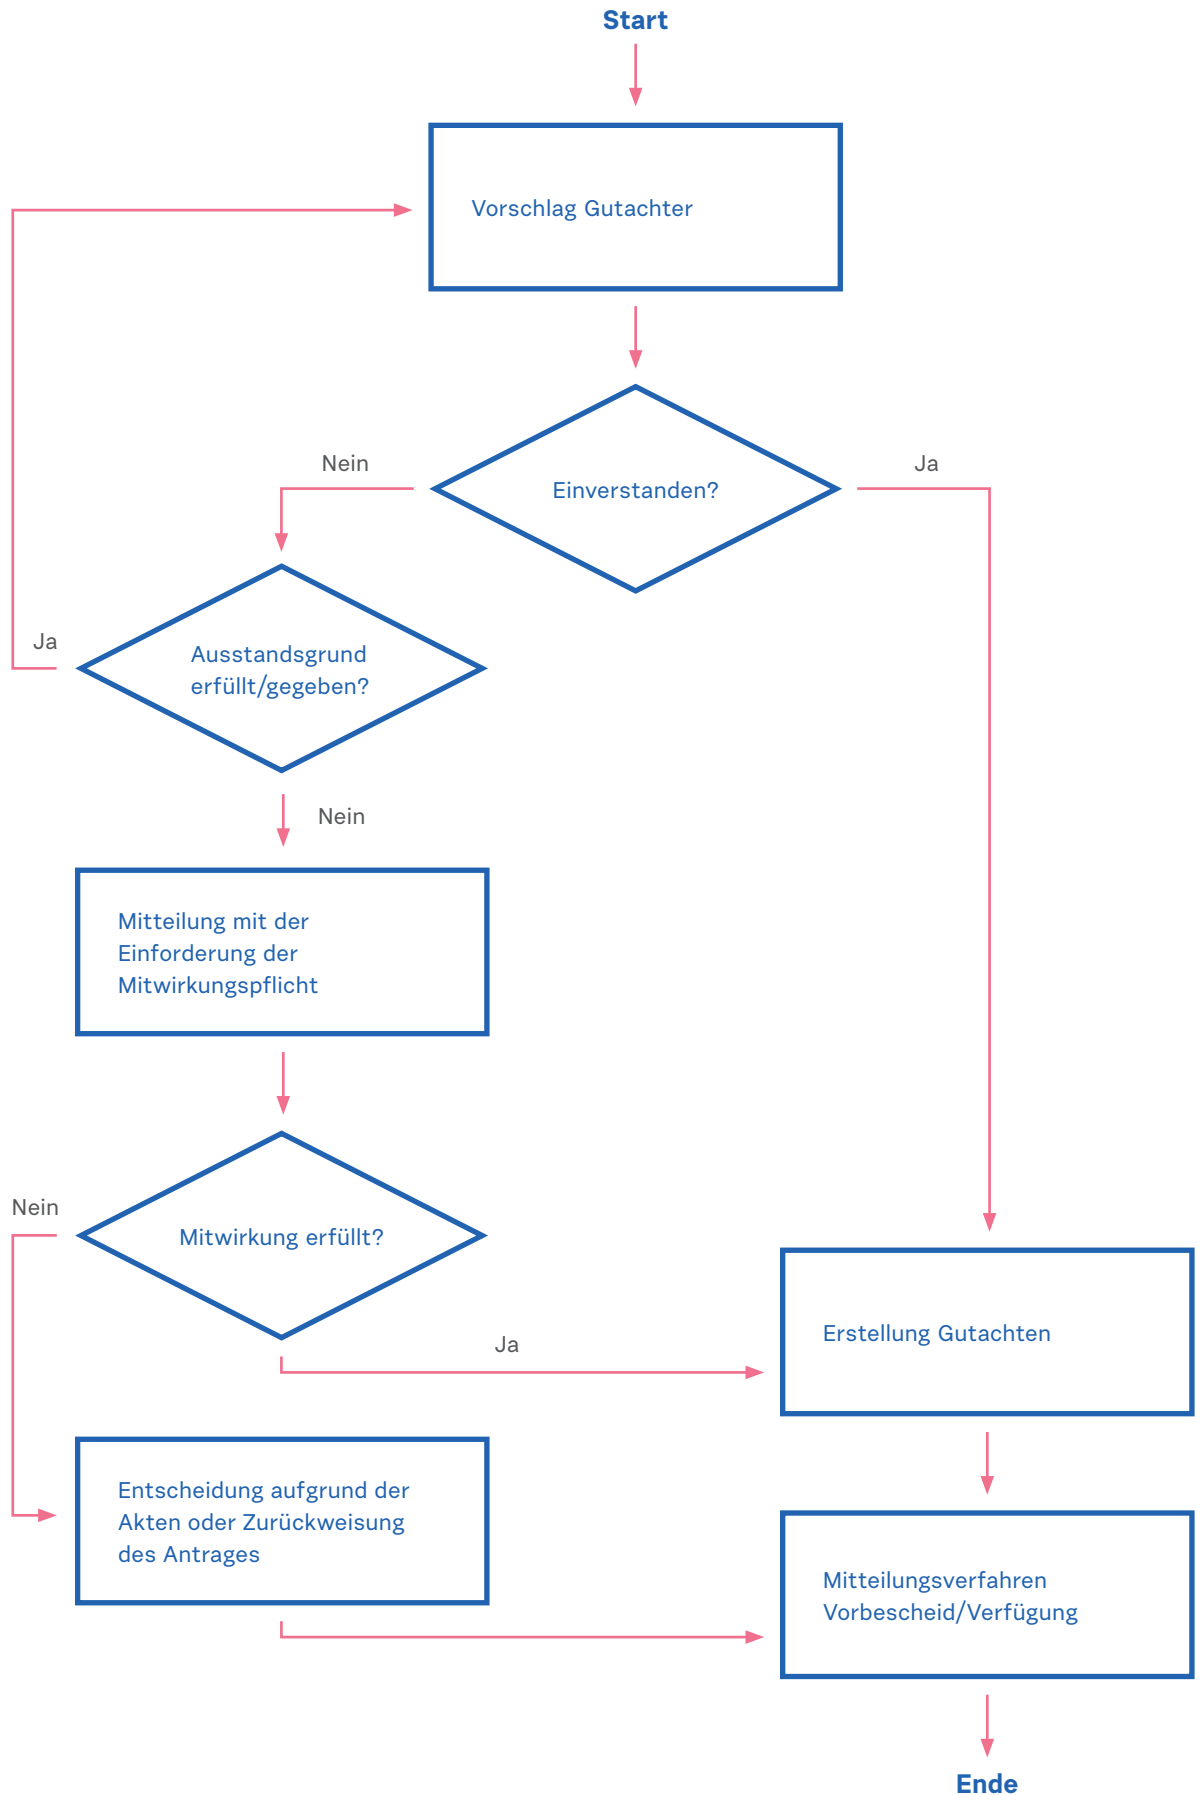 Start
Vorschlag Gutachter
Nein
Ja
Einverstanden?
Ja
Ausstandsgrund
erfüllt/gegeben?
Nein
Mitteilung mit der
Einforderung der
Mitwirkungspflicht
Nein
Mitwirkung erfüllt?
Ja
Erstellung Gutachten
Entscheidung aufgrund der
Akten oder Zurückweisung
des Antrages
Mitteilungsverfahren
Vorbescheid/Verfügung
Ende